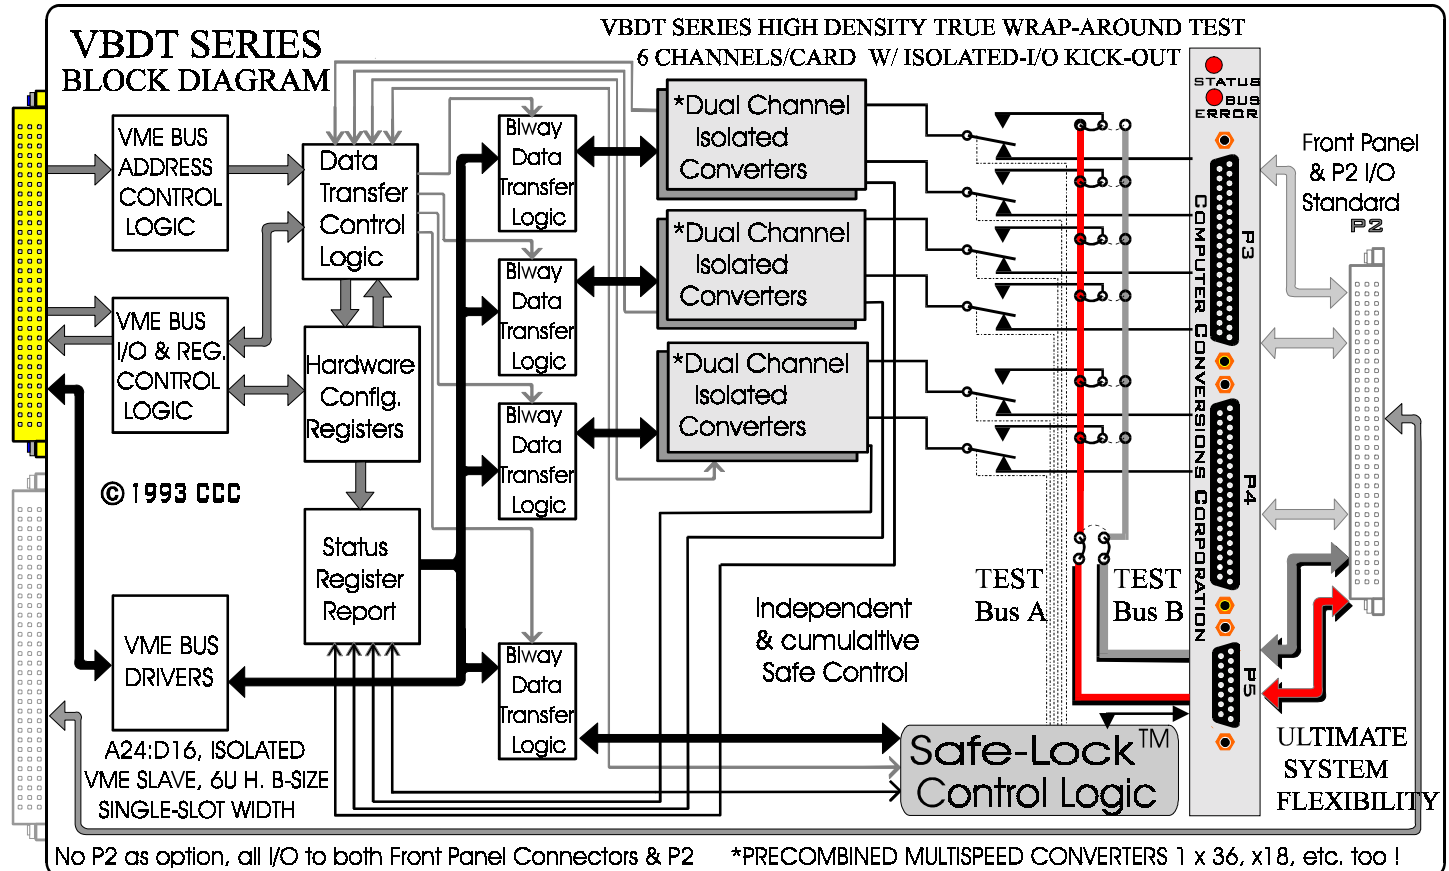 VBDT SERIES
BLOCK DIAGRAM
VBDT SERIES HIGH DENSITY TRUE WRAP-AROUND TEST
6 CHANNELS/CARD W/ ISOLATED-I/O KICK-OUT
STATUS
BUS
ERROR
VME BUS
ADDRESS
CONTROL
LOGIC
Data
Transfer
Control
Logic
BIway
Data
Transfer
Logic
*Dual Channel
Isolated
Converters
Front Panel
& P2 I/O
Standard
P2
VME BUS
I/O & REG.
CONTROL
LOGIC
Hardware
Config.
Registers
BIway
Data
Transfer
Logic
*Dual Channel
Isolated
Converters
COMPUTER CONVERSIONS CORPORATION
P3
P4
P5
BIway
Data
Transfer
Logic
*Dual Channel
Isolated
Converters
© 1993 CCC
Status
Register
Report
TEST
Bus A
TEST
Bus B
Independent
& cumulaltive
Safe Control
VME BUS
DRIVERS
BIway
Data
Transfer
Logic
A24:D16, ISOLATED
VME SLAVE, 6U H. B-SIZE
SINGLE-SLOT WIDTH
Safe-Lock™
Control Logic
ULTIMATE
SYSTEM
FLEXIBILITY
No P2 as option, all I/O to both Front Panel Connectors & P2
*PRECOMBINED MULTISPEED CONVERTERS 1 x 36, x18, etc. too !